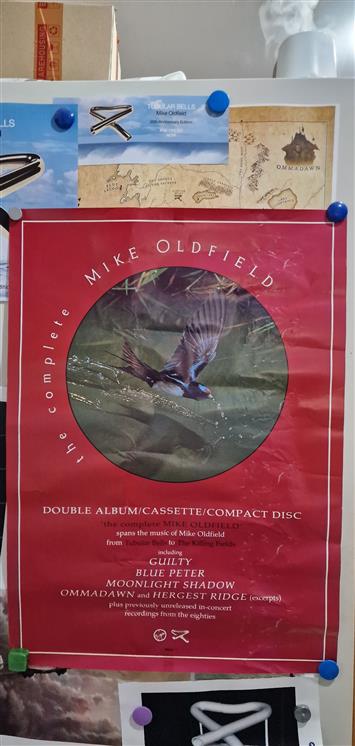 WAREHOUSING
LLS
TUBULAR BELLS
Mike Oldfield
OMMADAWN
the complete MIKE OLDFIELD
DOUBLE ALBUM/CASSETTE/COMPACT DISC
'the complete MIKE OLDFIELD'
spans the music of Mike Oldfield
from Tubular Bells to The Killing Fields
including
GUILTY
BLUE PETER
MOONLIGHT SHADOW
OMMADAWN and HERGEST RIDGE (excerpts)
plus previously unreleased in-concert
recordings from the eighties